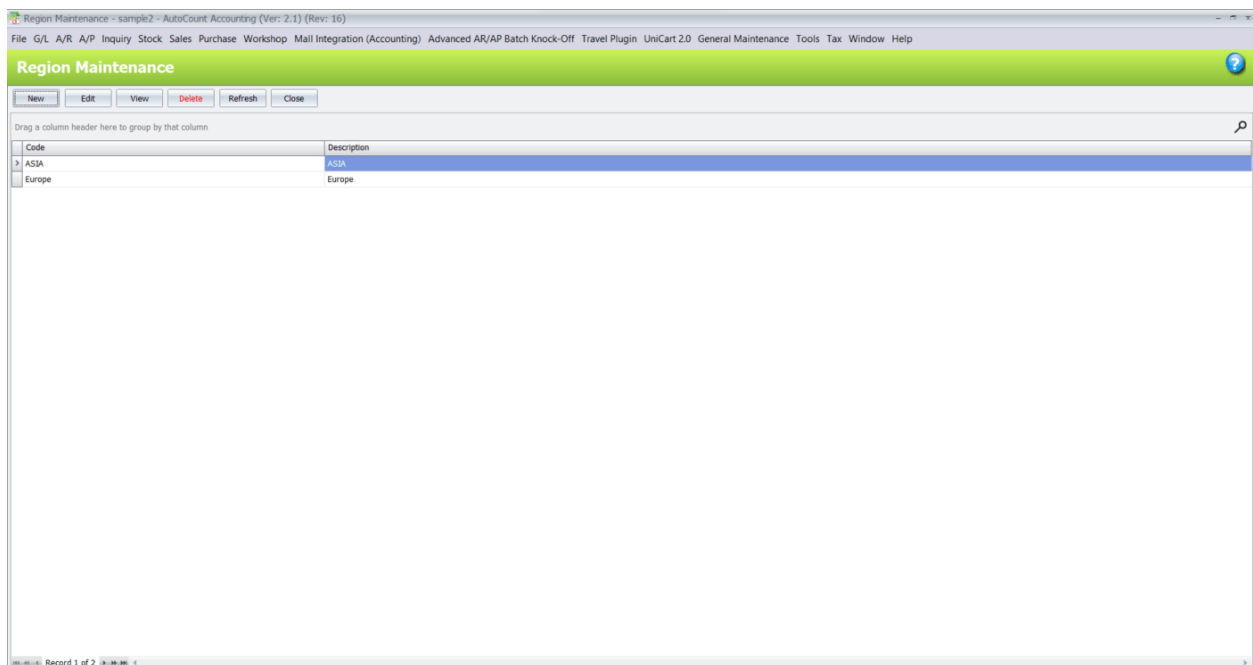 Region Maintenance - sample2 - AutoCount Accounting (Ver: 2.1) (Rev: 16)
File G/L A/R A/P Inquiry Stock Sales Purchase Workshop Mall Integration (Accounting) Advanced AR/AP Batch Knock-Off Travel Plugin UniCart 2.0 General Maintenance Tools Tax Window Help
Region Maintenance
New Edit View Delete Refresh Close
Drag a column header here to group by that column
Code Description
ASIA ASIA
Europe Europe
Record 1 of 2